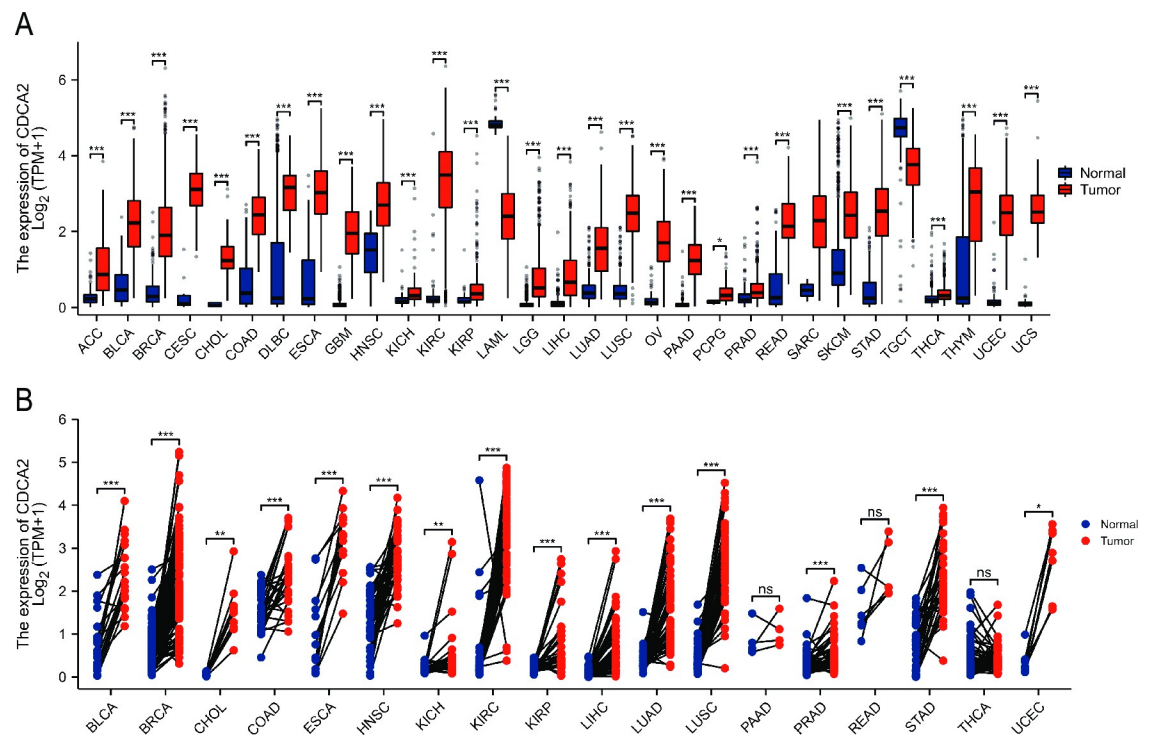 A
The expression of CDCA2
Log2 (TPM+1)
6
4
2
0
*** *** *** *** *** *** *** *** *** *** *** *** *** *** *** *** *** *** *** *** * *** *** *** *** *** *** *** *** ***
Normal
Tumor
ACC BLCA BRCA CESC CHOL COAD DLBC ESCA GBM HNSC KICH KIRC KIRP LAML LGG LIHC LUAD LUSC OV PAAD PCPG PRAD READ SARC SKCM STAD TGCT THCA THYM UCEC UCS
B
The expression of CDCA2
Log2 (TPM+1)
6
5
4
3
2
1
0
*** *** ** *** *** *** ** *** *** *** *** *** ns *** ns *** ns *
Normal
Tumor
BLCA BRCA CHOL COAD ESCA HNSC KICH KIRC KIRP LIHC LUAD LUSC PAAD PRAD READ STAD THCA UCEC